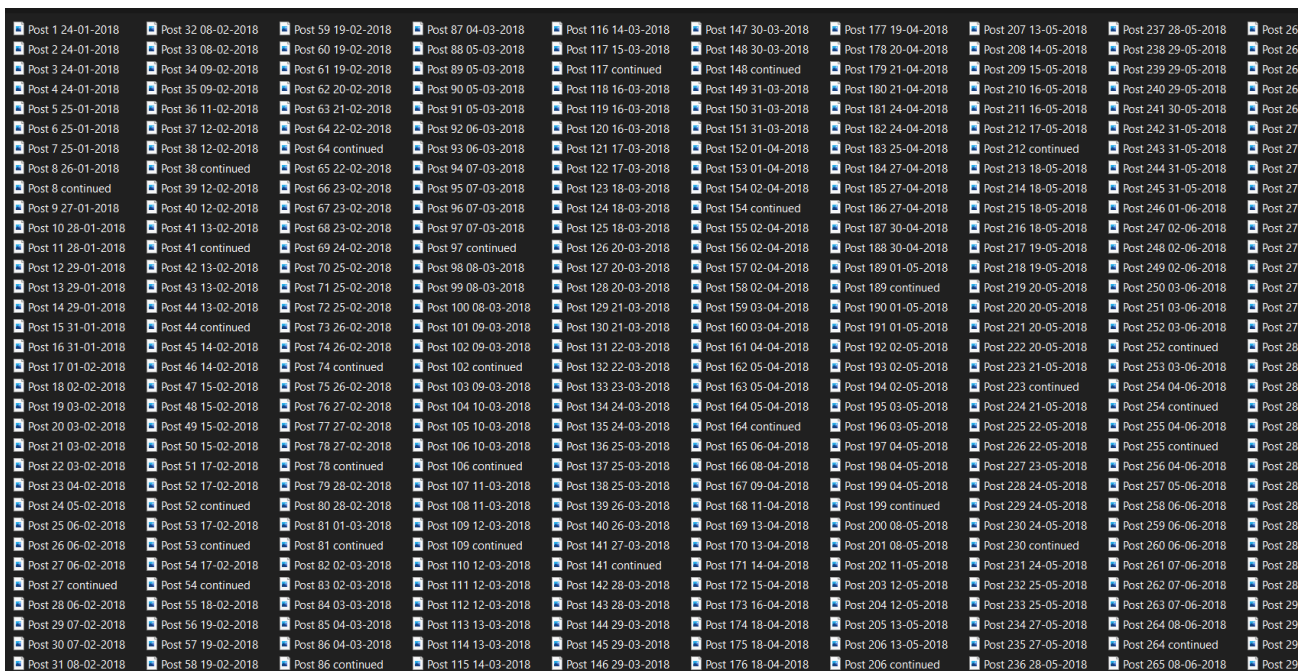 Post 1 24-01-2018
Post 2 24-01-2018
Post 3 24-01-2018
Post 4 24-01-2018
Post 5 25-01-2018
Post 6 25-01-2018
Post 7 25-01-2018
Post 8 26-01-2018
Post 8 continued
Post 9 27-01-2018
Post 10 28-01-2018
Post 11 28-01-2018
Post 12 29-01-2018
Post 13 29-01-2018
Post 14 29-01-2018
Post 15 31-01-2018
Post 16 31-01-2018
Post 17 01-02-2018
Post 18 02-02-2018
Post 19 03-02-2018
Post 20 03-02-2018
Post 21 03-02-2018
Post 22 03-02-2018
Post 23 04-02-2018
Post 24 05-02-2018
Post 25 06-02-2018
Post 26 06-02-2018
Post 27 06-02-2018
Post 27 continued
Post 28 06-02-2018
Post 29 07-02-2018
Post 30 07-02-2018
Post 31 08-02-2018
Post 32 08-02-2018
Post 33 08-02-2018
Post 34 09-02-2018
Post 35 09-02-2018
Post 36 11-02-2018
Post 37 12-02-2018
Post 38 12-02-2018
Post 38 continued
Post 39 12-02-2018
Post 40 12-02-2018
Post 41 13-02-2018
Post 41 continued
Post 42 13-02-2018
Post 43 13-02-2018
Post 44 13-02-2018
Post 44 continued
Post 45 14-02-2018
Post 46 14-02-2018
Post 47 15-02-2018
Post 48 15-02-2018
Post 49 15-02-2018
Post 50 15-02-2018
Post 51 17-02-2018
Post 52 17-02-2018
Post 52 continued
Post 53 17-02-2018
Post 53 continued
Post 54 17-02-2018
Post 54 continued
Post 55 18-02-2018
Post 56 19-02-2018
Post 57 19-02-2018
Post 58 19-02-2018
Post 59 19-02-2018
Post 60 19-02-2018
Post 61 19-02-2018
Post 62 20-02-2018
Post 63 21-02-2018
Post 64 22-02-2018
Post 64 continued
Post 65 22-02-2018
Post 66 23-02-2018
Post 67 23-02-2018
Post 68 23-02-2018
Post 69 24-02-2018
Post 70 25-02-2018
Post 71 25-02-2018
Post 72 25-02-2018
Post 73 26-02-2018
Post 74 26-02-2018
Post 74 continued
Post 75 26-02-2018
Post 76 27-02-2018
Post 77 27-02-2018
Post 78 27-02-2018
Post 78 continued
Post 79 28-02-2018
Post 80 28-02-2018
Post 81 01-03-2018
Post 81 continued
Post 82 02-03-2018
Post 83 02-03-2018
Post 84 03-03-2018
Post 85 04-03-2018
Post 86 04-03-2018
Post 86 continued
Post 87 04-03-2018
Post 88 05-03-2018
Post 89 05-03-2018
Post 90 05-03-2018
Post 91 05-03-2018
Post 92 06-03-2018
Post 93 06-03-2018
Post 94 07-03-2018
Post 95 07-03-2018
Post 96 07-03-2018
Post 97 07-03-2018
Post 97 continued
Post 98 08-03-2018
Post 99 08-03-2018
Post 100 08-03-2018
Post 101 09-03-2018
Post 102 09-03-2018
Post 102 continued
Post 103 09-03-2018
Post 104 10-03-2018
Post 105 10-03-2018
Post 106 10-03-2018
Post 106 continued
Post 107 11-03-2018
Post 108 11-03-2018
Post 109 12-03-2018
Post 109 continued
Post 110 12-03-2018
Post 111 12-03-2018
Post 112 12-03-2018
Post 113 13-03-2018
Post 114 13-03-2018
Post 115 14-03-2018
Post 116 14-03-2018
Post 117 15-03-2018
Post 117 continued
Post 118 16-03-2018
Post 119 16-03-2018
Post 120 16-03-2018
Post 121 17-03-2018
Post 122 17-03-2018
Post 123 18-03-2018
Post 124 18-03-2018
Post 125 18-03-2018
Post 126 20-03-2018
Post 127 20-03-2018
Post 128 20-03-2018
Post 129 21-03-2018
Post 130 21-03-2018
Post 131 22-03-2018
Post 132 22-03-2018
Post 133 23-03-2018
Post 134 24-03-2018
Post 135 24-03-2018
Post 136 25-03-2018
Post 137 25-03-2018
Post 138 25-03-2018
Post 139 26-03-2018
Post 140 26-03-2018
Post 141 27-03-2018
Post 141 continued
Post 142 28-03-2018
Post 143 28-03-2018
Post 144 29-03-2018
Post 145 29-03-2018
Post 146 29-03-2018
Post 147 30-03-2018
Post 148 30-03-2018
Post 148 continued
Post 149 31-03-2018
Post 150 31-03-2018
Post 151 31-03-2018
Post 152 01-04-2018
Post 153 01-04-2018
Post 154 02-04-2018
Post 154 continued
Post 155 02-04-2018
Post 156 02-04-2018
Post 157 02-04-2018
Post 158 02-04-2018
Post 159 03-04-2018
Post 160 03-04-2018
Post 161 04-04-2018
Post 162 05-04-2018
Post 163 05-04-2018
Post 164 05-04-2018
Post 164 continued
Post 165 06-04-2018
Post 166 08-04-2018
Post 167 09-04-2018
Post 168 11-04-2018
Post 169 13-04-2018
Post 170 13-04-2018
Post 171 14-04-2018
Post 172 15-04-2018
Post 173 16-04-2018
Post 174 18-04-2018
Post 175 18-04-2018
Post 176 18-04-2018
Post 177 19-04-2018
Post 178 20-04-2018
Post 179 21-04-2018
Post 180 21-04-2018
Post 181 24-04-2018
Post 182 24-04-2018
Post 183 25-04-2018
Post 184 27-04-2018
Post 185 27-04-2018
Post 186 27-04-2018
Post 187 30-04-2018
Post 188 30-04-2018
Post 189 01-05-2018
Post 189 continued
Post 190 01-05-2018
Post 191 01-05-2018
Post 192 02-05-2018
Post 193 02-05-2018
Post 194 02-05-2018
Post 195 03-05-2018
Post 196 03-05-2018
Post 197 04-05-2018
Post 198 04-05-2018
Post 199 04-05-2018
Post 199 continued
Post 200 08-05-2018
Post 201 08-05-2018
Post 202 11-05-2018
Post 203 12-05-2018
Post 204 12-05-2018
Post 205 13-05-2018
Post 206 13-05-2018
Post 206 continued
Post 207 13-05-2018
Post 208 14-05-2018
Post 209 15-05-2018
Post 210 16-05-2018
Post 211 16-05-2018
Post 212 17-05-2018
Post 212 continued
Post 213 18-05-2018
Post 214 18-05-2018
Post 215 18-05-2018
Post 216 18-05-2018
Post 217 19-05-2018
Post 218 19-05-2018
Post 219 20-05-2018
Post 220 20-05-2018
Post 221 20-05-2018
Post 222 20-05-2018
Post 223 21-05-2018
Post 223 continued
Post 224 21-05-2018
Post 225 22-05-2018
Post 226 22-05-2018
Post 227 23-05-2018
Post 228 24-05-2018
Post 229 24-05-2018
Post 230 24-05-2018
Post 230 continued
Post 231 24-05-2018
Post 232 25-05-2018
Post 233 25-05-2018
Post 234 27-05-2018
Post 235 27-05-2018
Post 236 28-05-2018
Post 237 28-05-2018
Post 238 29-05-2018
Post 239 29-05-2018
Post 240 29-05-2018
Post 241 30-05-2018
Post 242 31-05-2018
Post 243 31-05-2018
Post 244 31-05-2018
Post 245 31-05-2018
Post 246 01-06-2018
Post 247 02-06-2018
Post 248 02-06-2018
Post 249 02-06-2018
Post 250 03-06-2018
Post 251 03-06-2018
Post 252 03-06-2018
Post 252 continued
Post 253 03-06-2018
Post 254 04-06-2018
Post 254 continued
Post 255 04-06-2018
Post 255 continued
Post 256 04-06-2018
Post 257 05-06-2018
Post 258 06-06-2018
Post 259 06-06-2018
Post 260 06-06-2018
Post 261 07-06-2018
Post 262 07-06-2018
Post 263 07-06-2018
Post 264 08-06-2018
Post 264 continued
Post 265 08-06-2018
Post 26
Post 26
Post 26
Post 26
Post 26
Post 27
Post 27
Post 27
Post 27
Post 27
Post 27
Post 27
Post 27
Post 27
Post 27
Post 27
Post 28
Post 28
Post 28
Post 28
Post 28
Post 28
Post 28
Post 28
Post 28
Post 28
Post 28
Post 28
Post 28
Post 29
Post 29
Post 29
Post 29